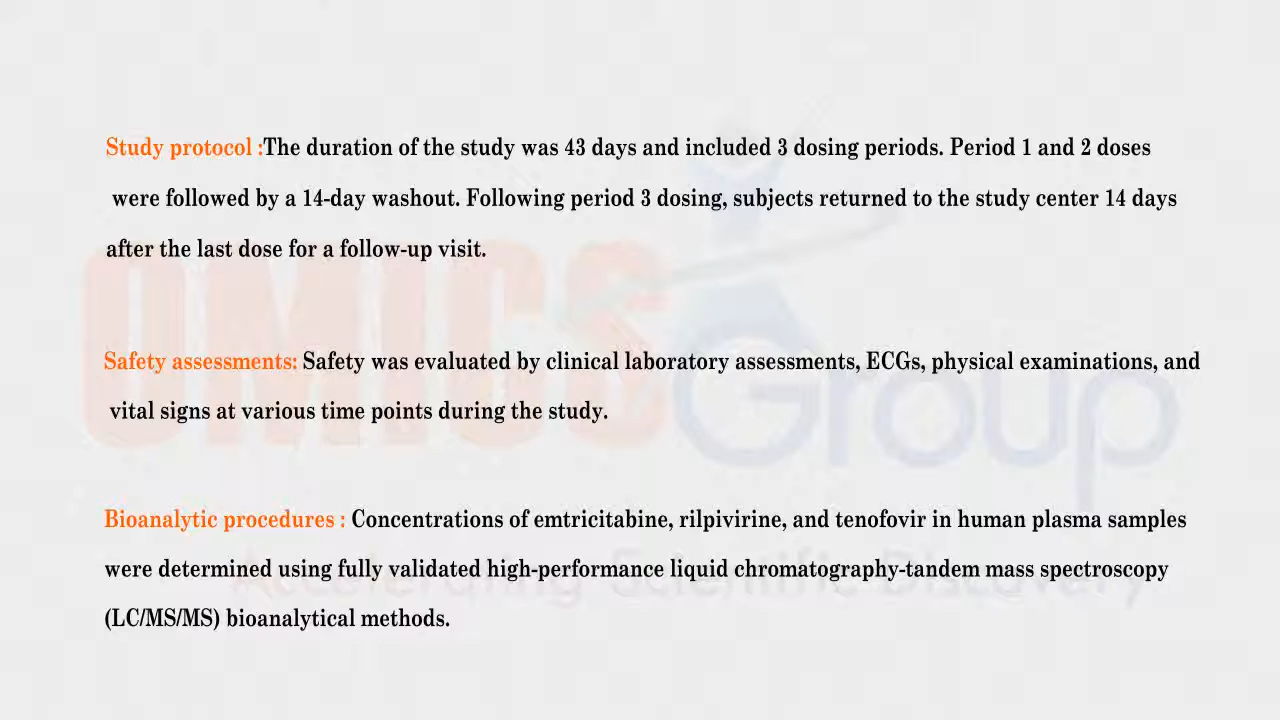 Study protocol :The duration of the study was 43 days and included 3 dosing periods. Period 1 and 2 doses
were followed by a 14-day washout. Following period 3 dosing, subjects returned to the study center 14 days
after the last dose for a follow-up visit.
OMICS Group
Safety assessments: Safety was evaluated by clinical laboratory assessments, ECGs, physical examinations, and
vital signs at various time points during the study.
Bioanalytic procedures : Concentrations of emtricitabine, rilpivirine, and tenofovir in human plasma samples
were determined using fully validated high-performance liquid chromatography-tandem mass spectroscopy
Accelerating Scientific Discovery
(LC/MS/MS) bioanalytical methods.